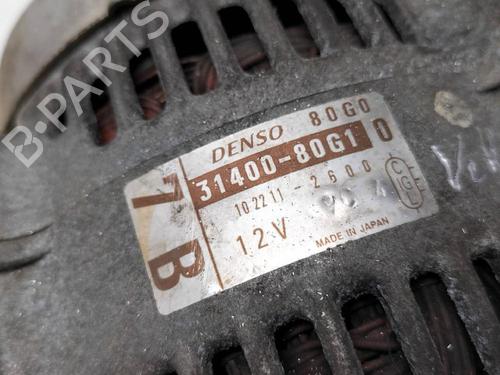 B-PARTS
DENSO 80G0
31400-80G1 0
102211-2600
12V
MADE IN JAPAN
7B